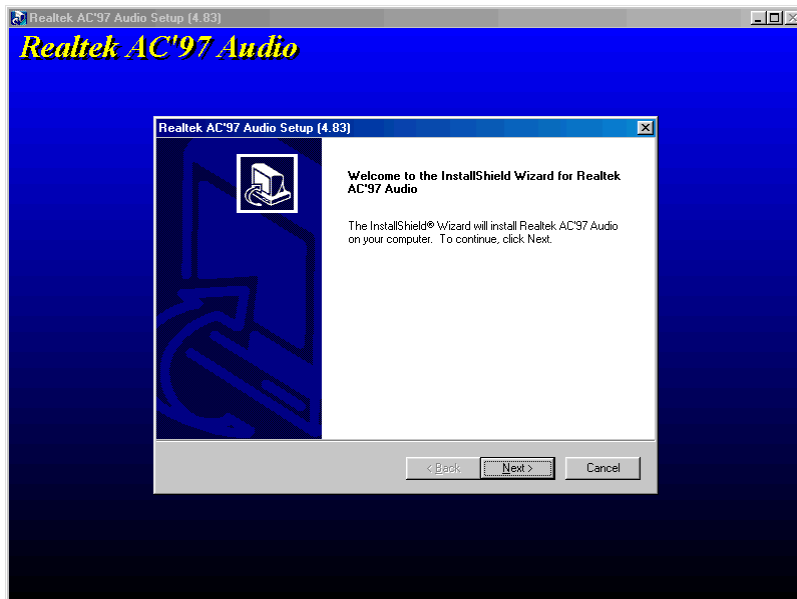 Realtek AC'97 Audio Setup (4.83)
Realtek AC'97 Audio
Realtek AC'97 Audio Setup (4.83)
Welcome to the InstallShield Wizard for Realtek
AC'97 Audio
The InstallShield® Wizard will install Realtek AC'97 Audio
on your computer. To continue, click Next.
< Back
Next >
Cancel